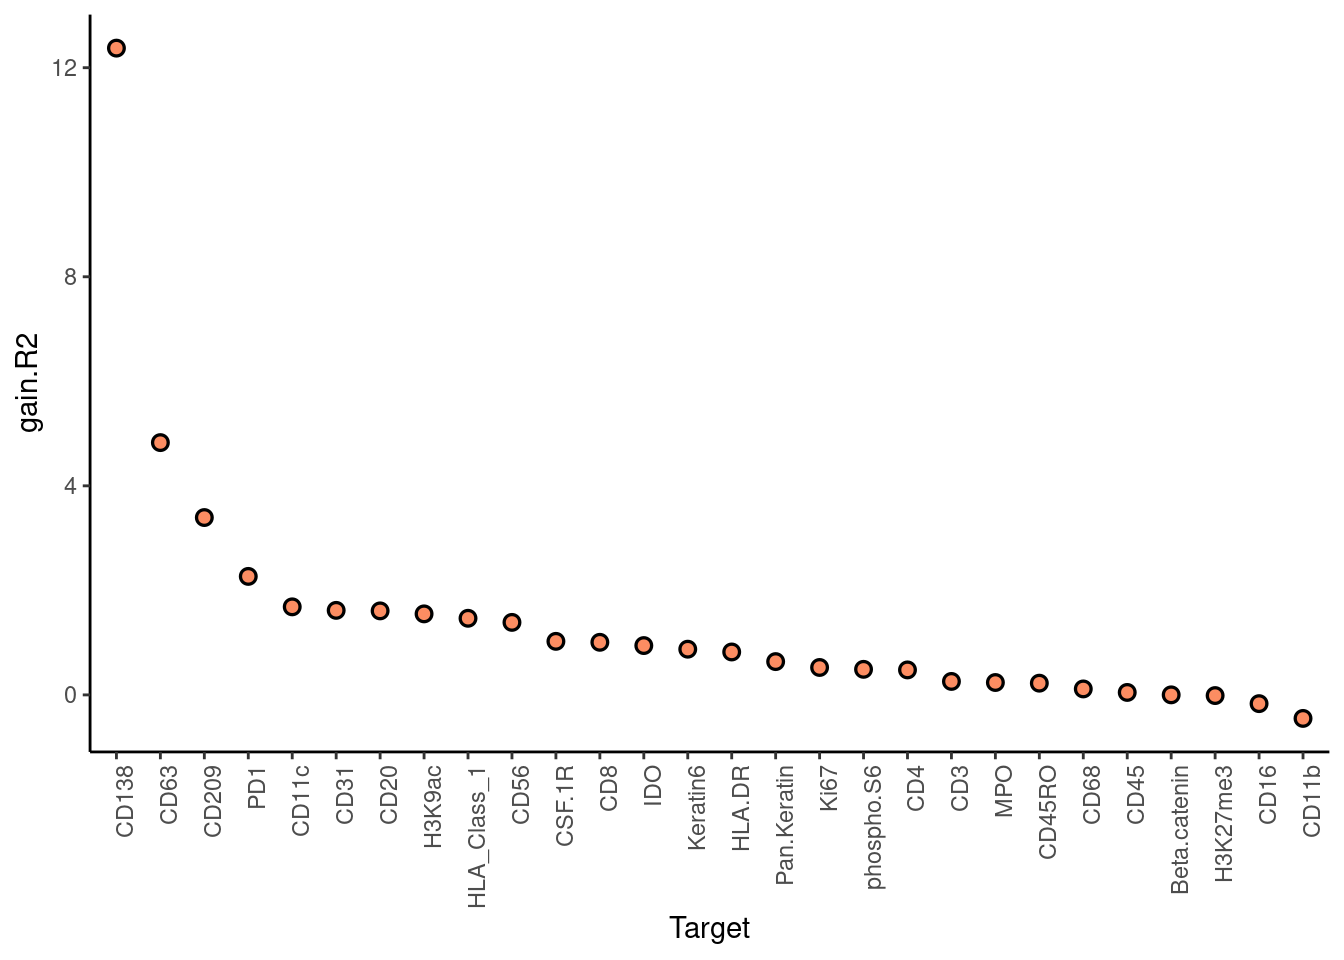 gain.R2
12
8
4
0
CD138
CD63
CD209
PD1
CD11c
CD31
CD20
H3K9ac
HLA_Class_1
CD56
CSF.1R
CD8
IDO
Keratin6
HLA.DR
Pan.Keratin
KI67
phospho.S6
CD4
CD3
MPO
CD45RO
CD68
CD45
Beta.catenin
H3K27me3
CD16
CD11b
Target